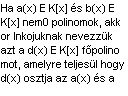 Ha a(x) E K[x] és b(x) E
K[x] nem0 polinomok, akk
or lnkojuknak nevezzük
azt a d(x) E K[x] főpolino
mot, amelyre teljesül hogy
d(x) osztja az a(x) és a